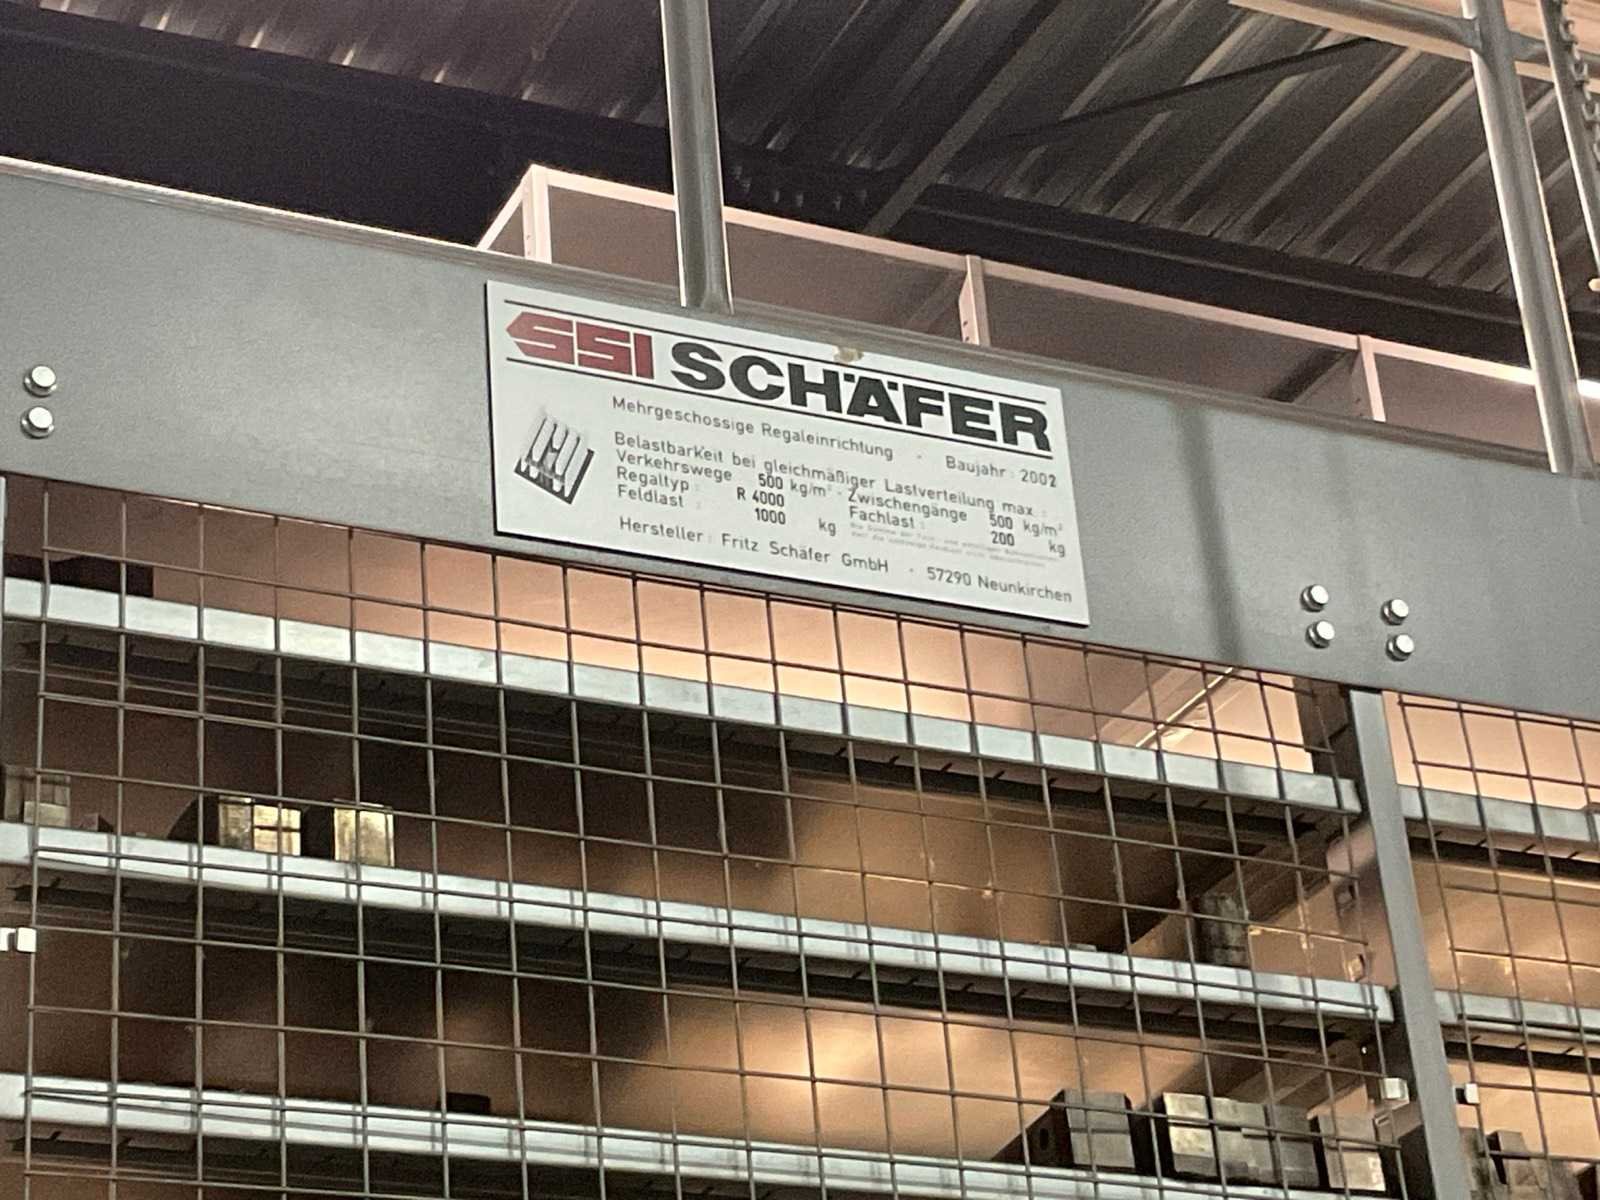 SSI SCHÄFER
Mehrgeschossige Regaleinrichtung - Baujahr: 2002
Belastbarkeit bei gleichmäßiger Lastverteilung max.:
Verkehrswege: 500 kg/m² - Zwischengänge 500 kg/m²
Regaltyp: R 4000 Fachlast: 200 kg
Feldlast: 1000 kg
Hersteller: Fritz Schäfer GmbH - 57290 Neunkirchen